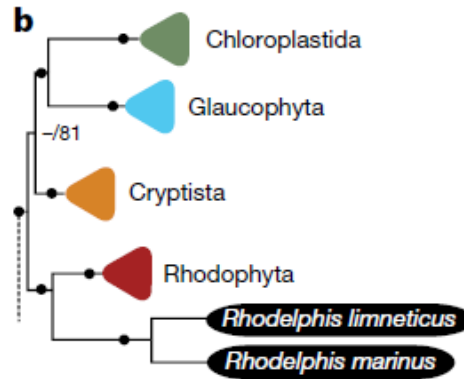 b
Chloroplastida
Glaucophyta
–/81
Cryptista
Rhodophyta
Rhodelphis limneticus
Rhodelphis marinus